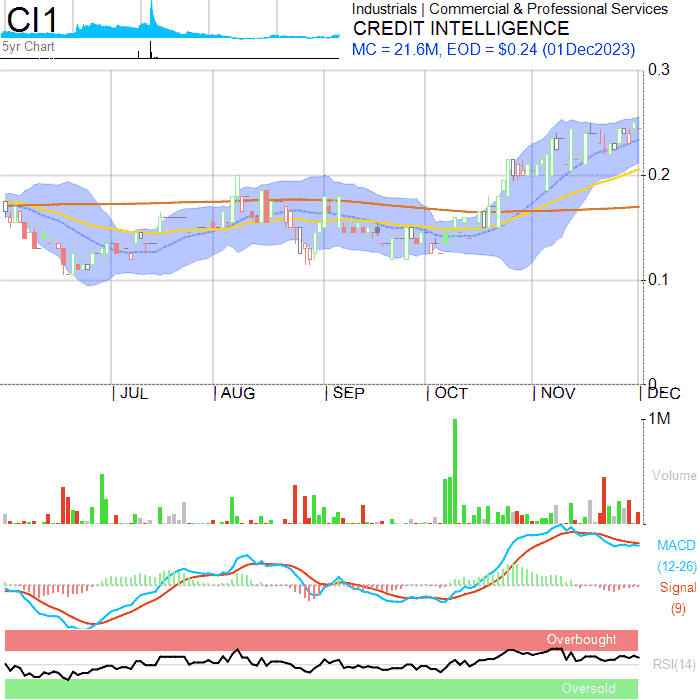 CI1
5yr Chart
Industrials | Commercial & Professional Services
CREDIT INTELLIGENCE
MC = 21.6M, EOD = $0.24 (01Dec2023)
0.3
0.2
0.1
0
JUL AUG SEP OCT NOV DEC
1M
Volume
MACD
(12-26)
Signal
(9)
Overbought
RSI(14)
Oversold